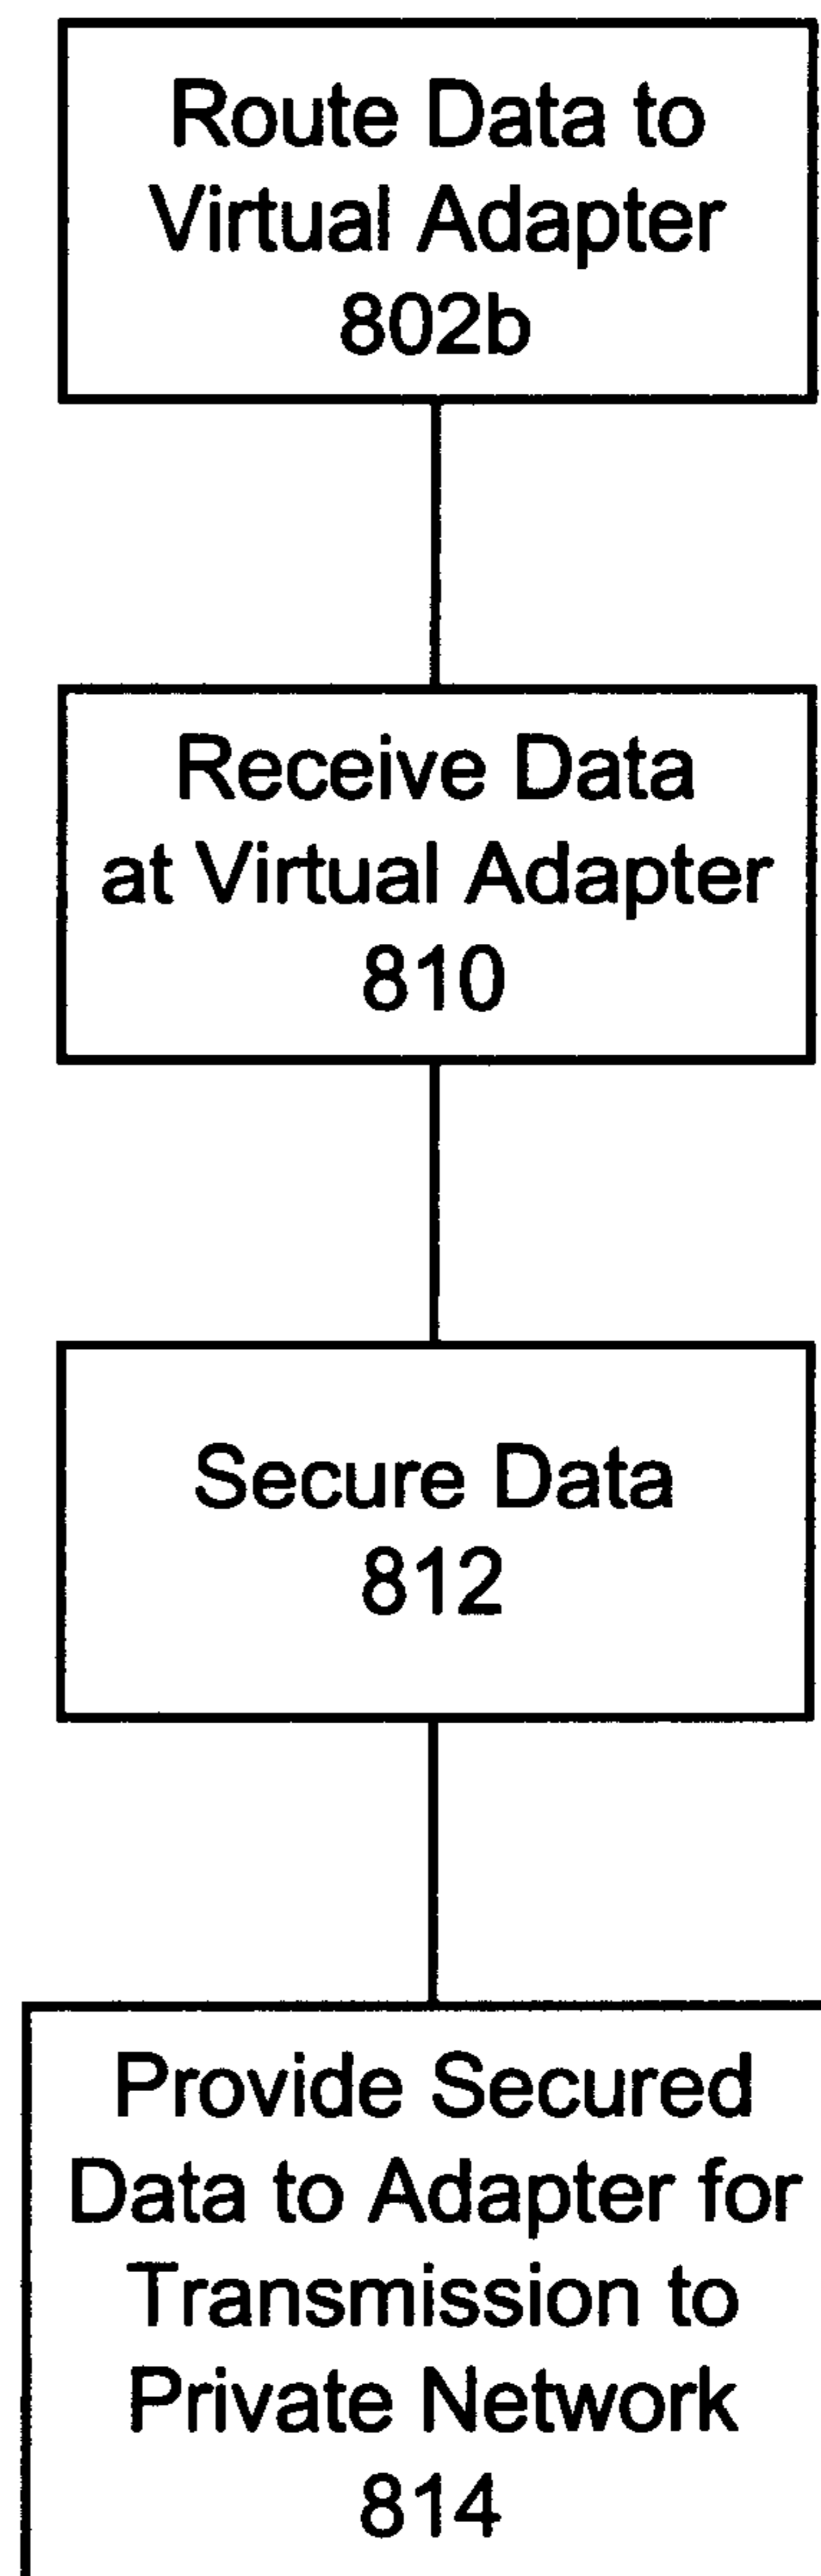 Route Data to
Virtual Adapter
802b
Receive Data
at Virtual Adapter
810
Secure Data
812
Provide Secured
Data to Adapter for
Transmission to
Private Network
814